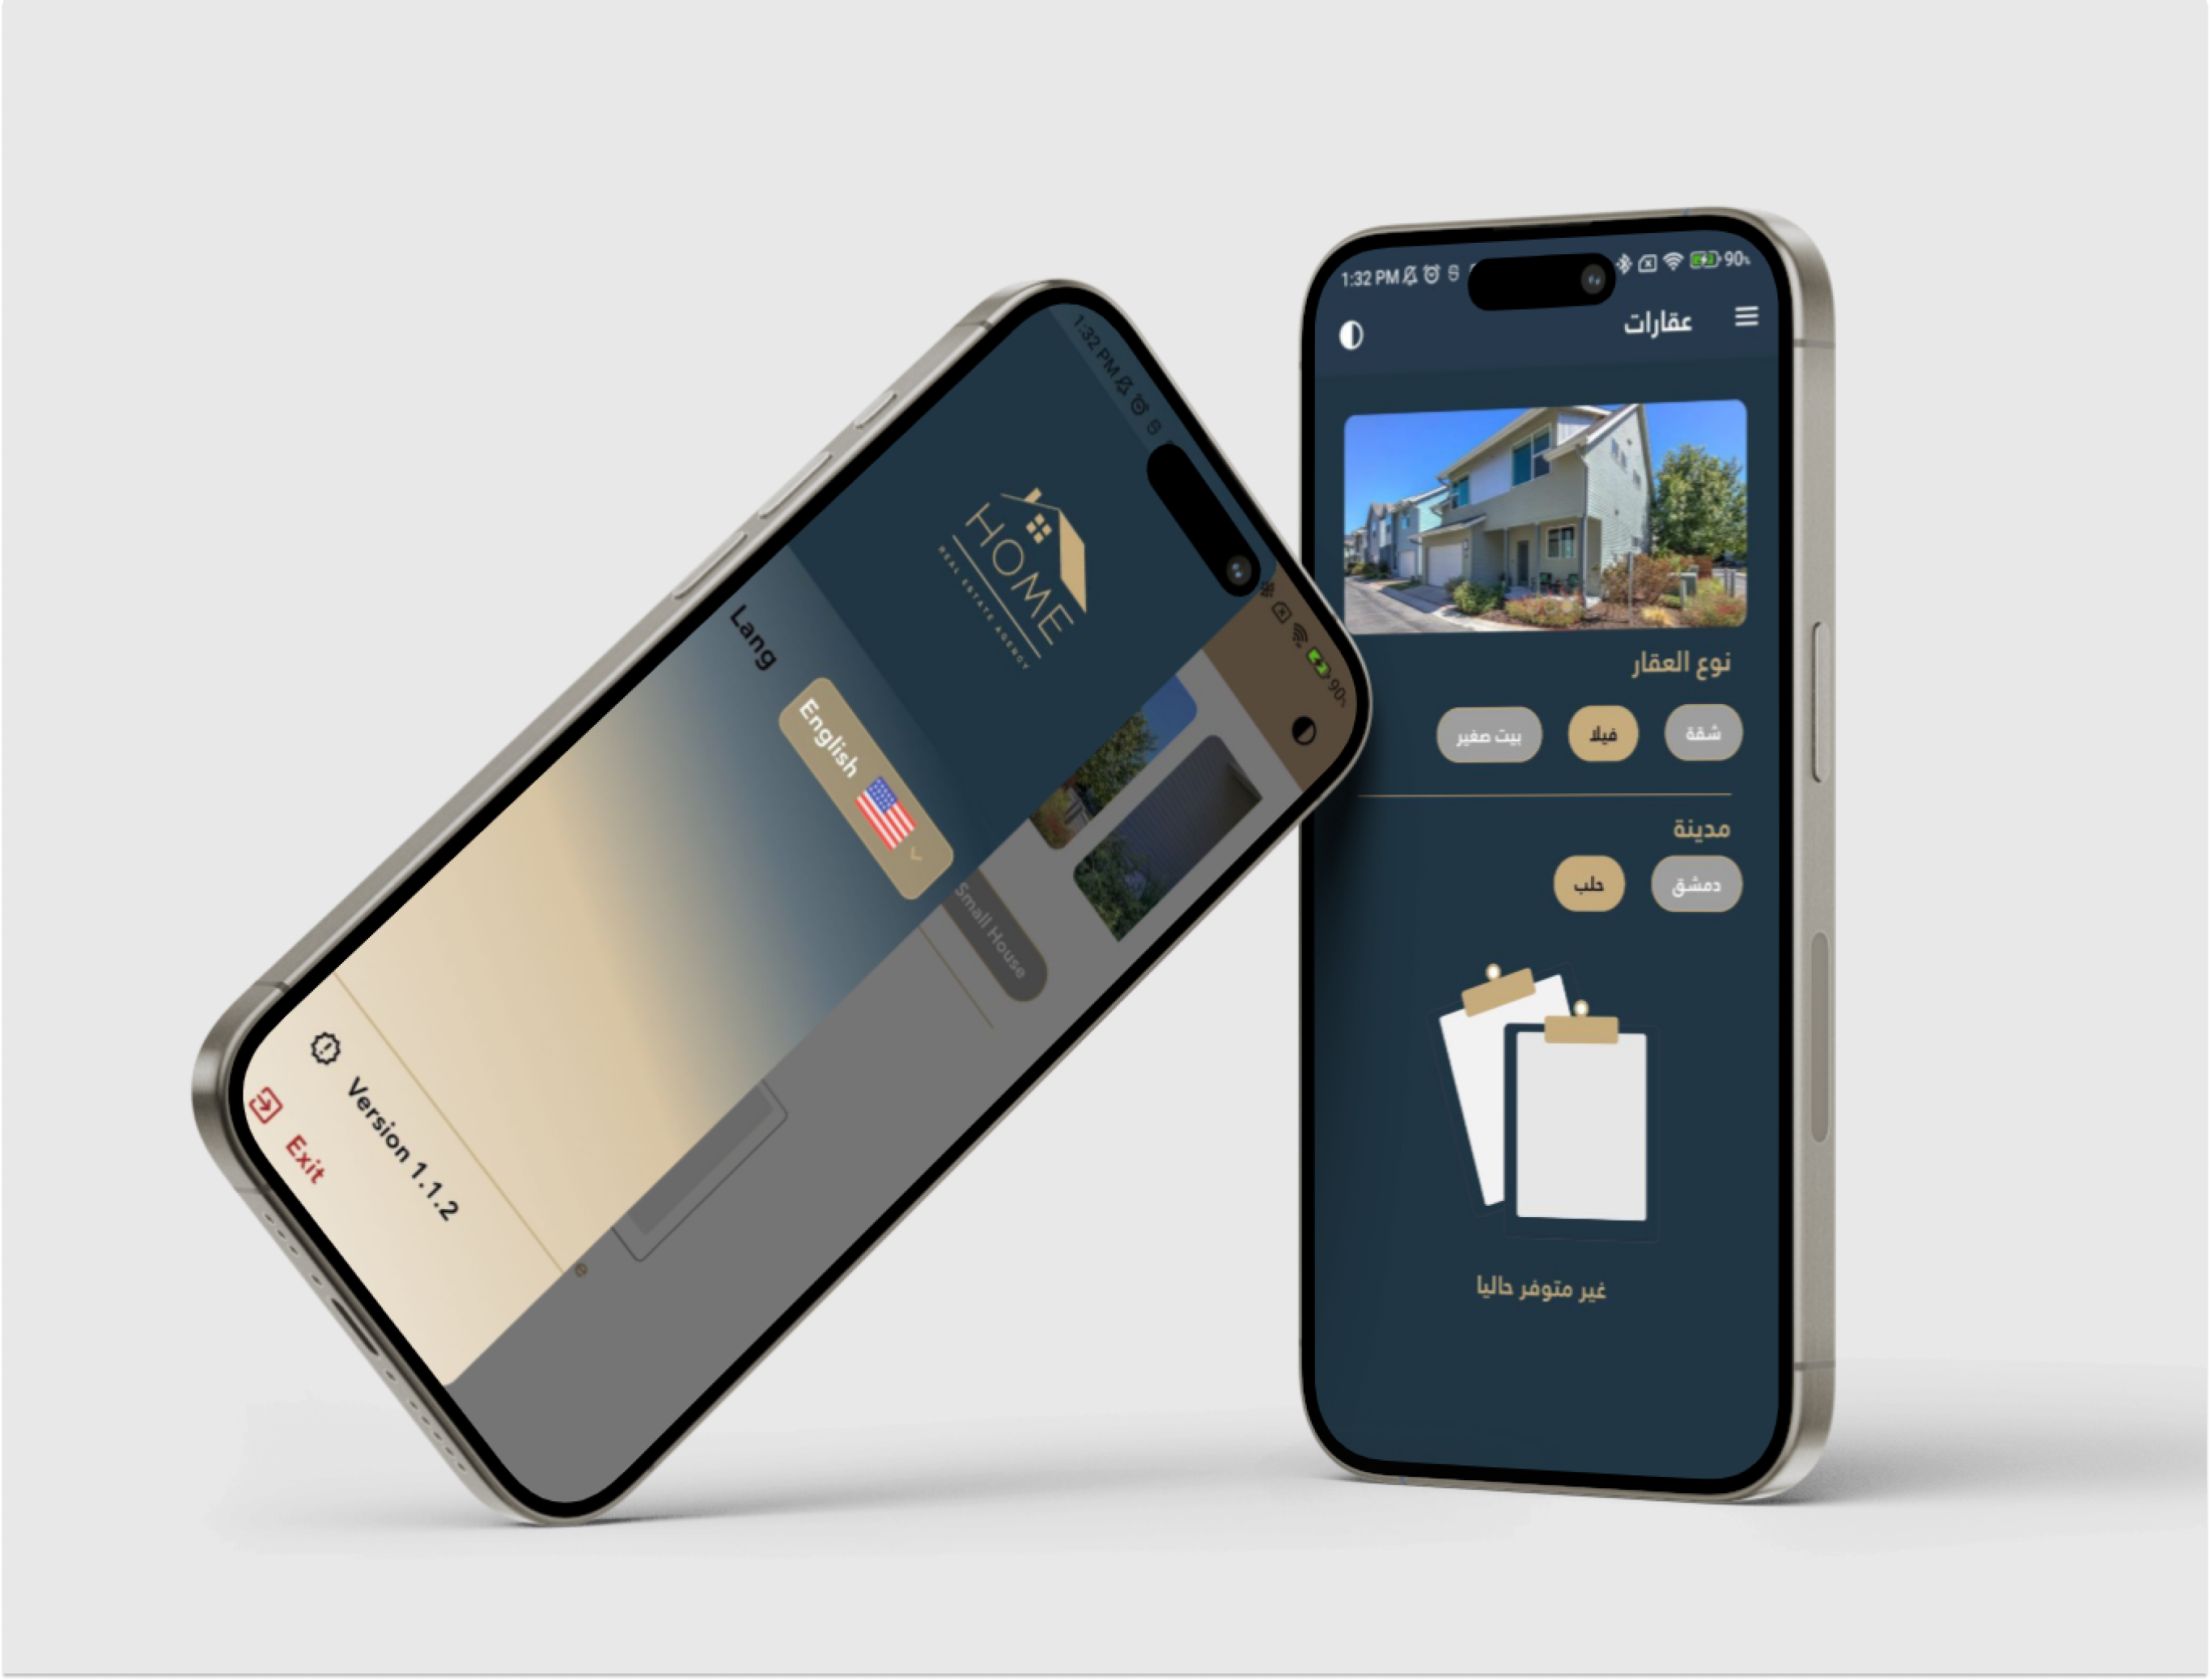 1:32 PM
90%
HOME
REAL ESTATE AGENCY
Lang
English
Small House
e
Version 1.1.2
Exit
1:32 PM
90%
عقارات
نوع العقار
شقة فيلا بيت صغير
مدينة
دمشق حلب
غير متوفر حاليا